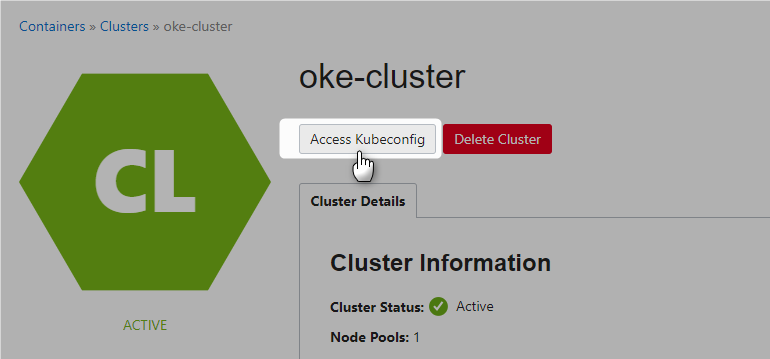 Containers » Clusters » oke-cluster
CL
ACTIVE
oke-cluster
Access Kubeconfig Delete Cluster
Cluster Details
Cluster Information
Cluster Status: Active
Node Pools: 1